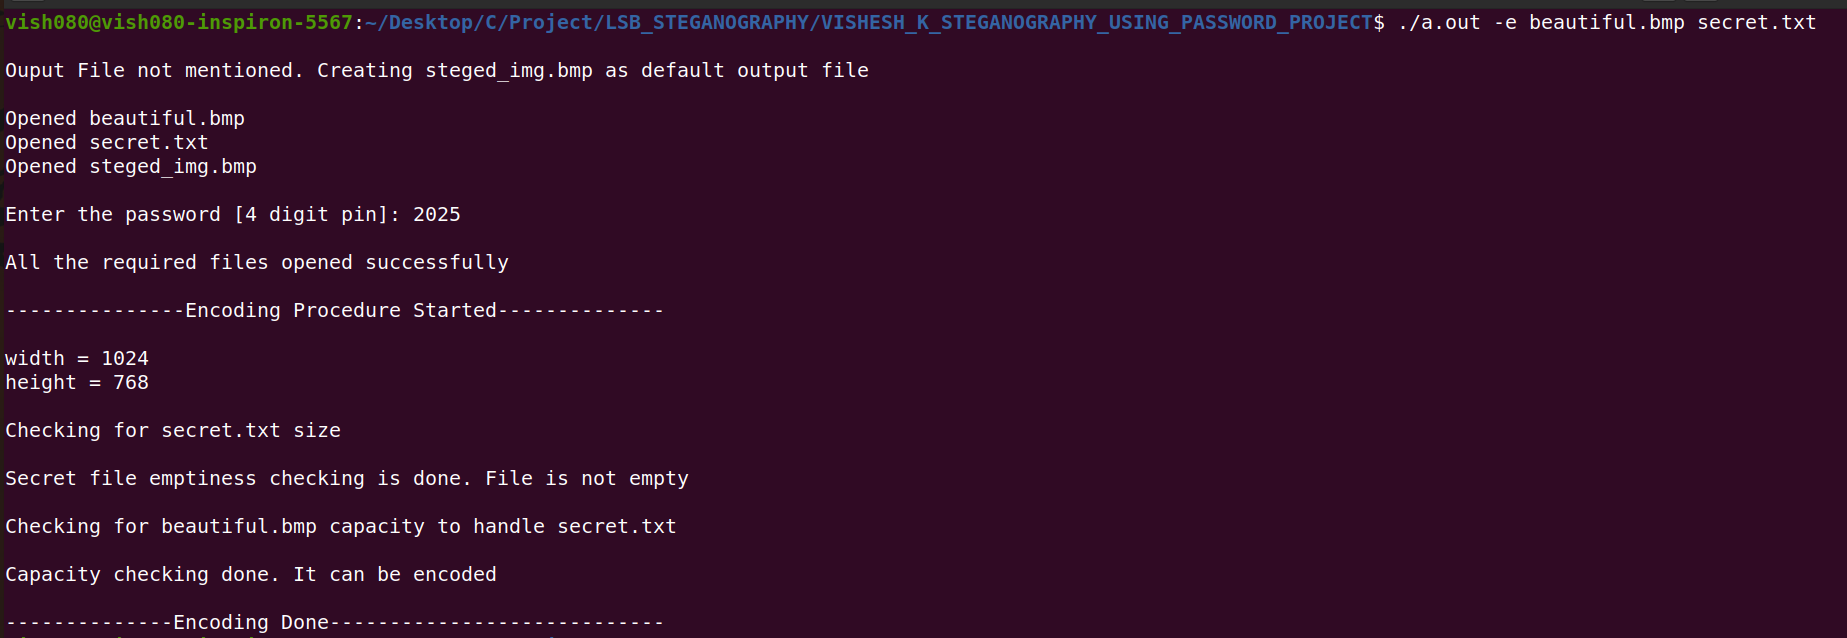 vish080@vish080-inspiron-5567:~/Desktop/C/Project/LSB_STEGANOGRAPHY/VISHESH_K_STEGANOGRAPHY_USING_PASSWORD_PROJECT$ ./a.out -e beautiful.bmp secret.txt
Ouput File not mentioned. Creating steged_img.bmp as default output file
Opened beautiful.bmp
Opened secret.txt
Opened steged_img.bmp
Enter the password [4 digit pin]: 2025
All the required files opened successfully
---------------Encoding Procedure Started--------------
width = 1024
height = 768
Checking for secret.txt size
Secret file emptiness checking is done. File is not empty
Checking for beautiful.bmp capacity to handle secret.txt
Capacity checking done. It can be encoded
--------------Encoding Done----------------------------